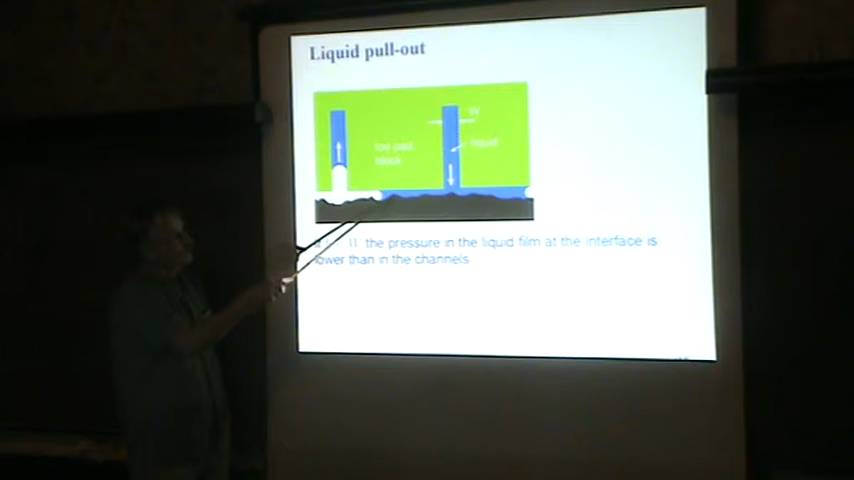 Liquid pull-out
W
toe pad
block
liquid
the pressure in the liquid film at the interface is
lower than in the channels